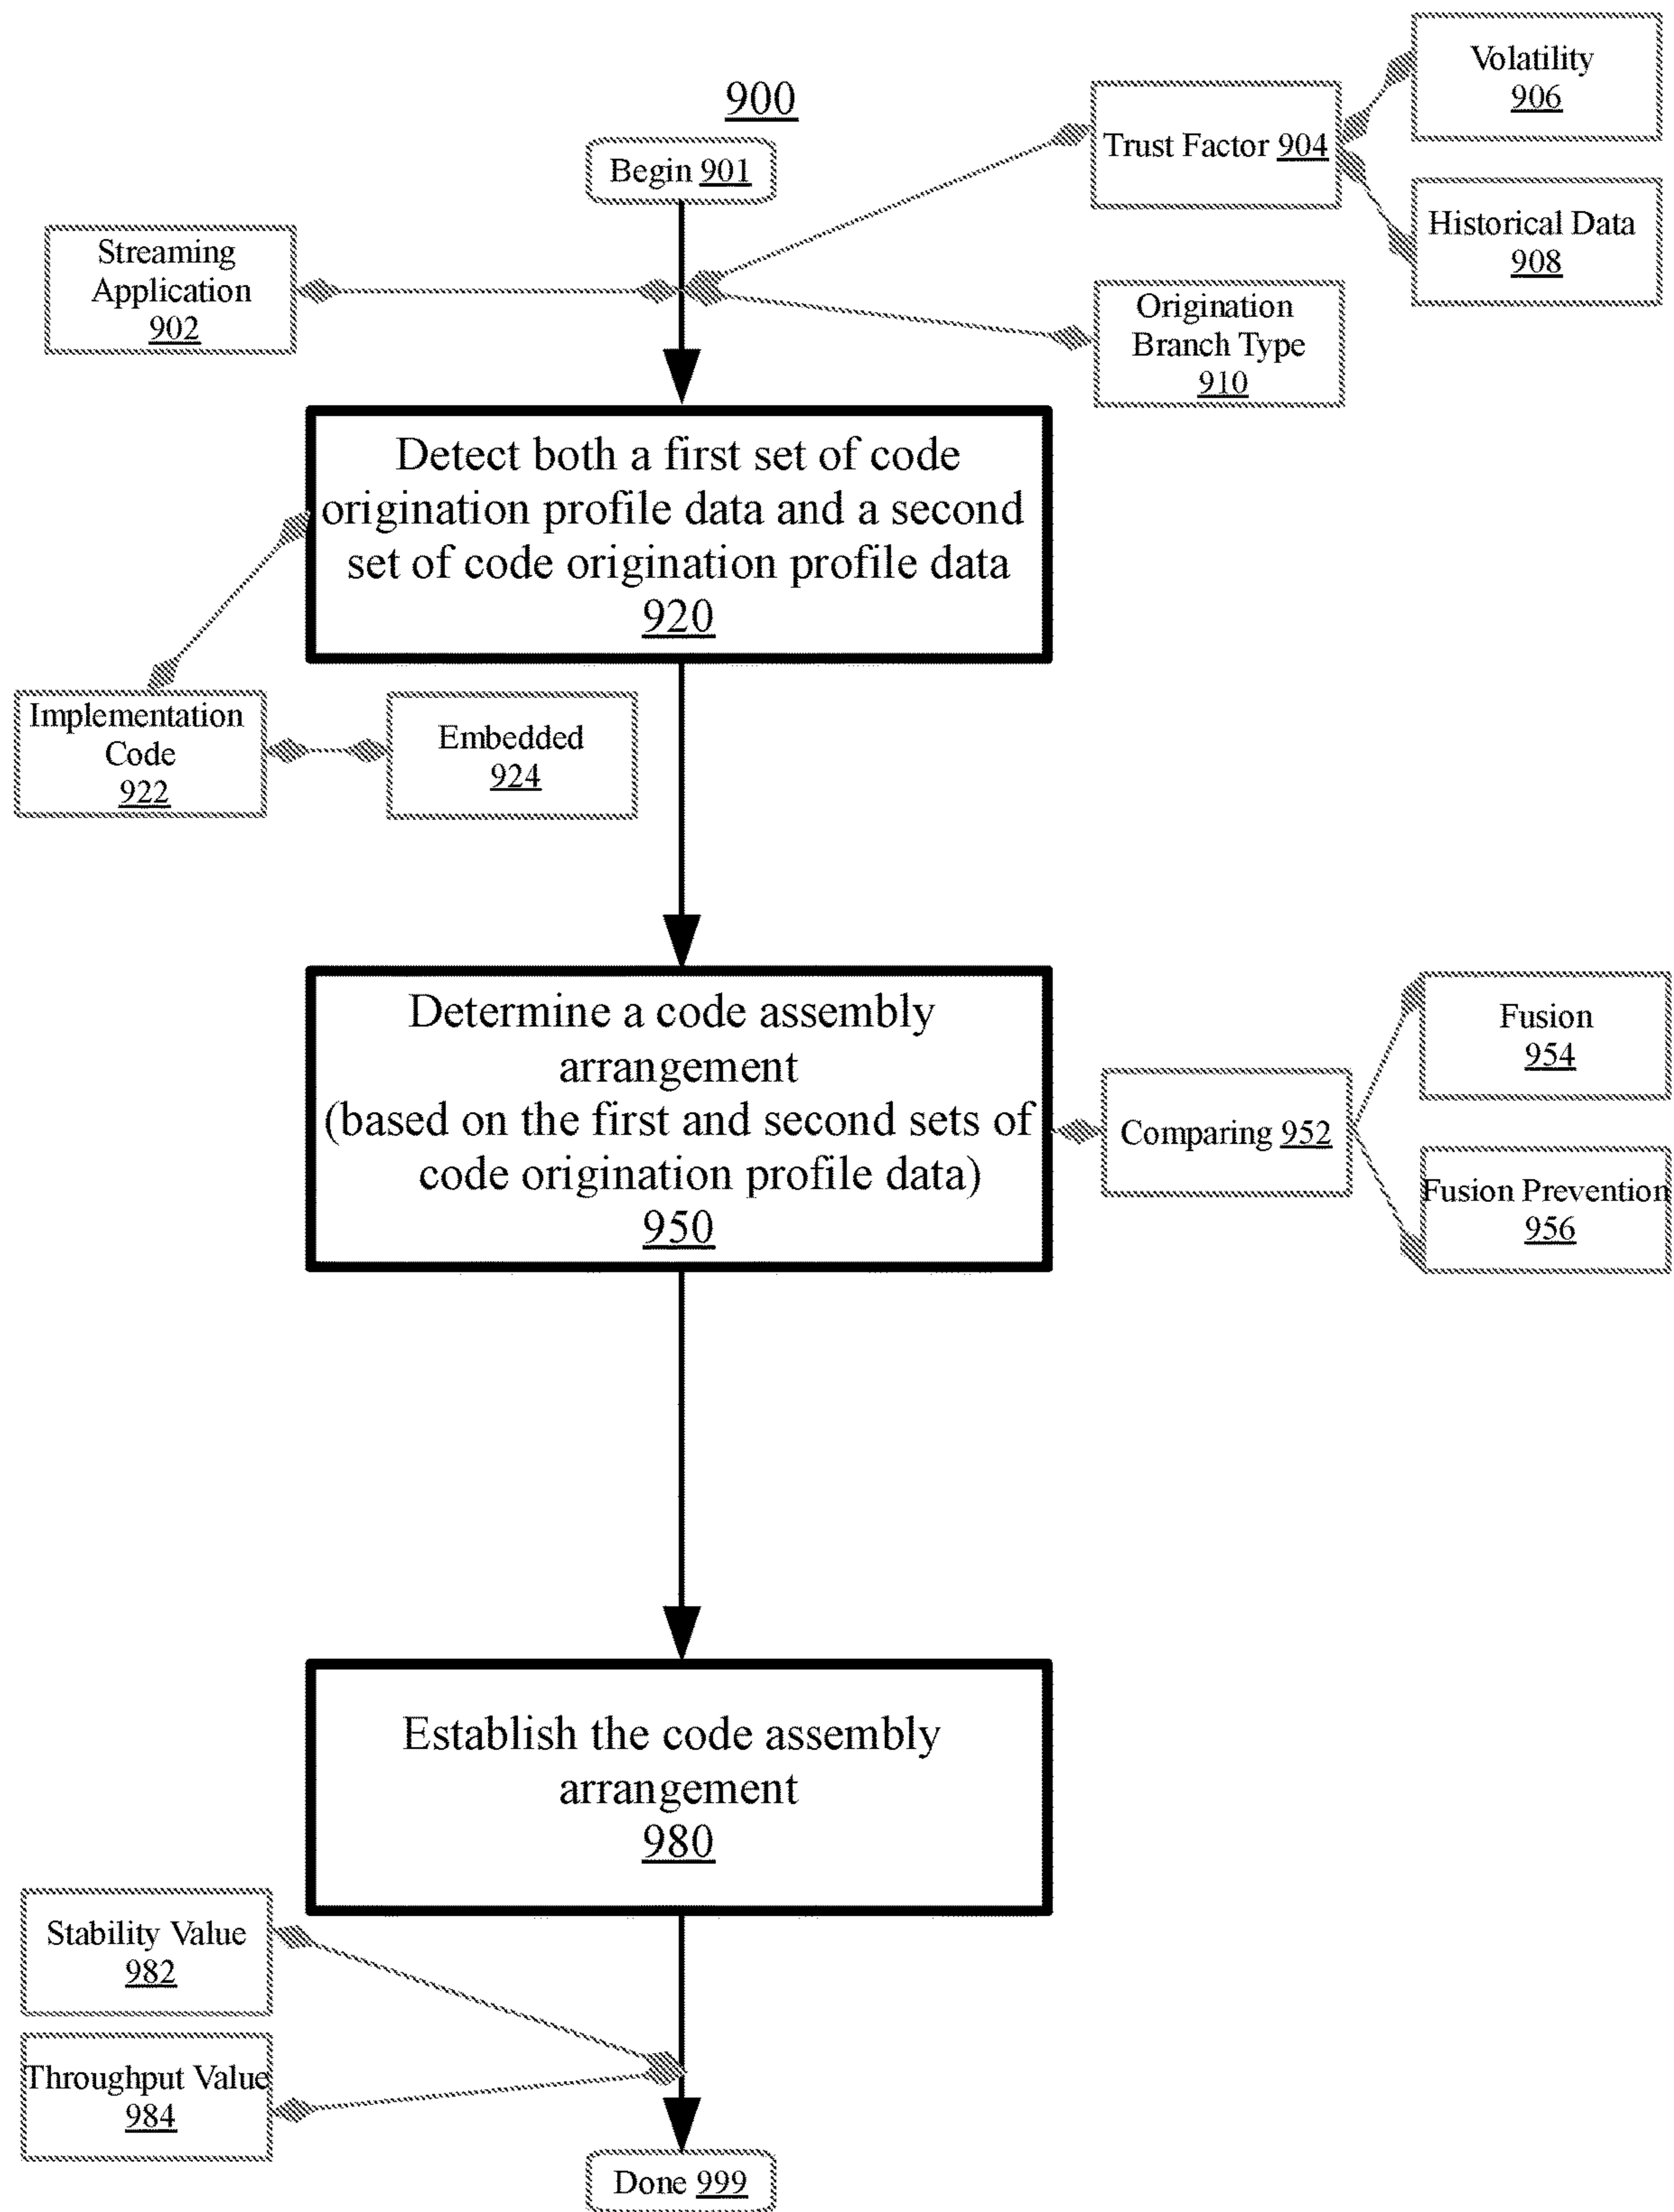 900
Begin 901
Volatility
906
Trust Factor 904
Historical Data
908
Streaming
Application
902
Origination
Branch Type
910
Detect both a first set of code
origination profile data and a second
set of code origination profile data
920
Implementation
Code
922
Embedded
924
Determine a code assembly
arrangement
(based on the first and second sets of
code origination profile data)
950
Comparing 952
Fusion
954
Fusion Prevention
956
Establish the code assembly
arrangement
980
Stability Value
982
Throughput Value
984
Done 999